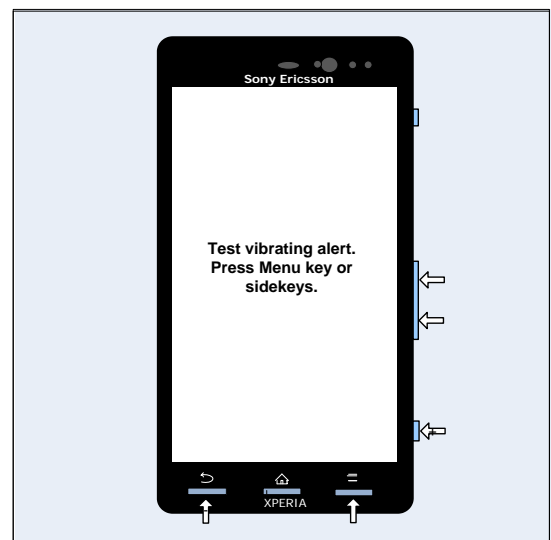 Sony Ericsson
Test vibrating alert.
Press Menu key or
sidekeys.
XPERIA